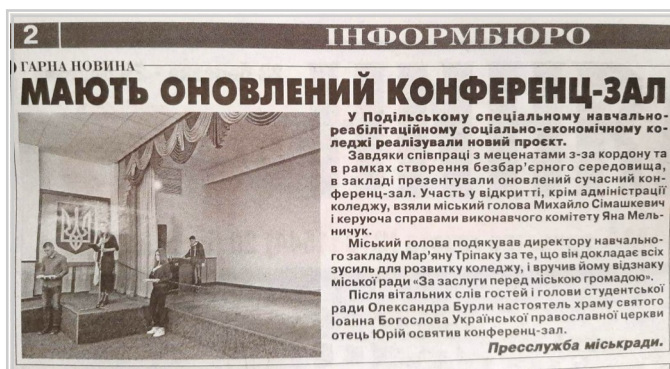 2
ІНФОРМБЮРО
ГАРНА НОВИНА
МАЮТЬ ОНОВЛЕНИЙ КОНФЕРЕНЦ-ЗАЛ
У Подільському спеціальному навчально-
реабілітаційному соціально-економічному ко-
леджі реалізували новий проєкт.
Завдяки співпраці з меценатами з-за кордону та
в рамках створення безбар'єрного середовища,
в закладі презентували оновлений сучасний кон-
ференц-зал. Участь у відкритті, крім адміністрації
коледжу, взяли міський голова Михайло Сімашкевич
і керуюча справами виконавчого комітету Яна Мель-
ничук.
Міський голова подякував директору навчально-
го закладу Мар'яну Тріпаку за те, що він докладає всіх
зусиль для розвитку коледжу, і вручив йому відзнаку
міської ради «За заслуги перед міською громадою».
Після вітальних слів гостей і голови студентської
ради Олександра Бурли настоятель храму святого
Іоанна Богослова Української православної церкви
отець Юрій освятив конференц-зал.
Пресслужба міськради.